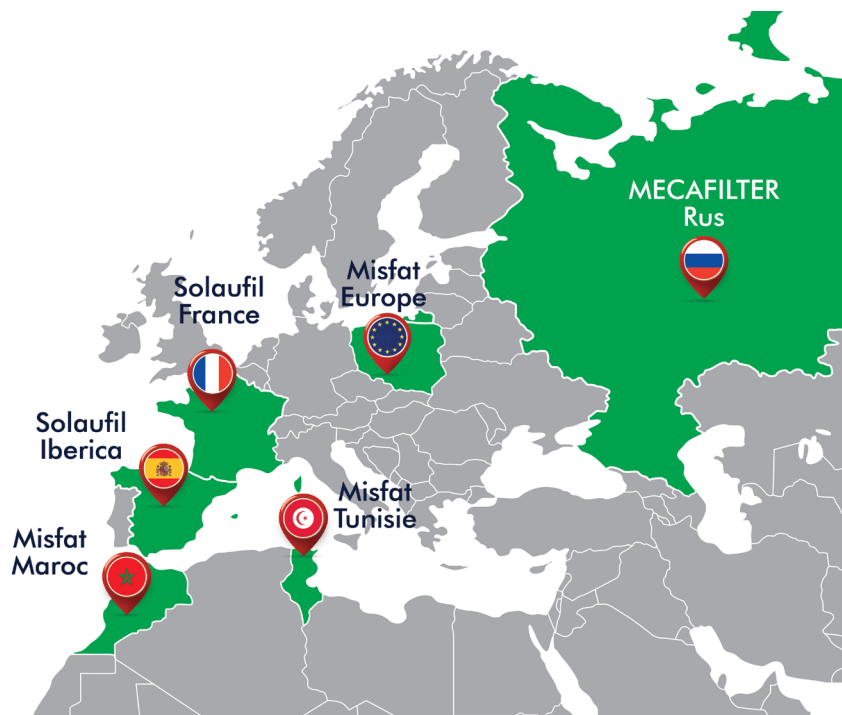 MECAFILTER
Rus
Misfat
Europe
Solaufil
France
Solaufil
Iberica
Misfat
Tunisie
Misfat
Maroc